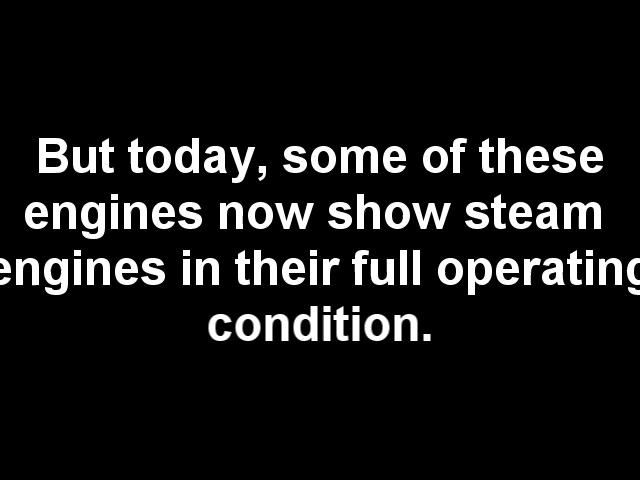 But today, some of these
engines now show steam
engines in their full operating
condition.